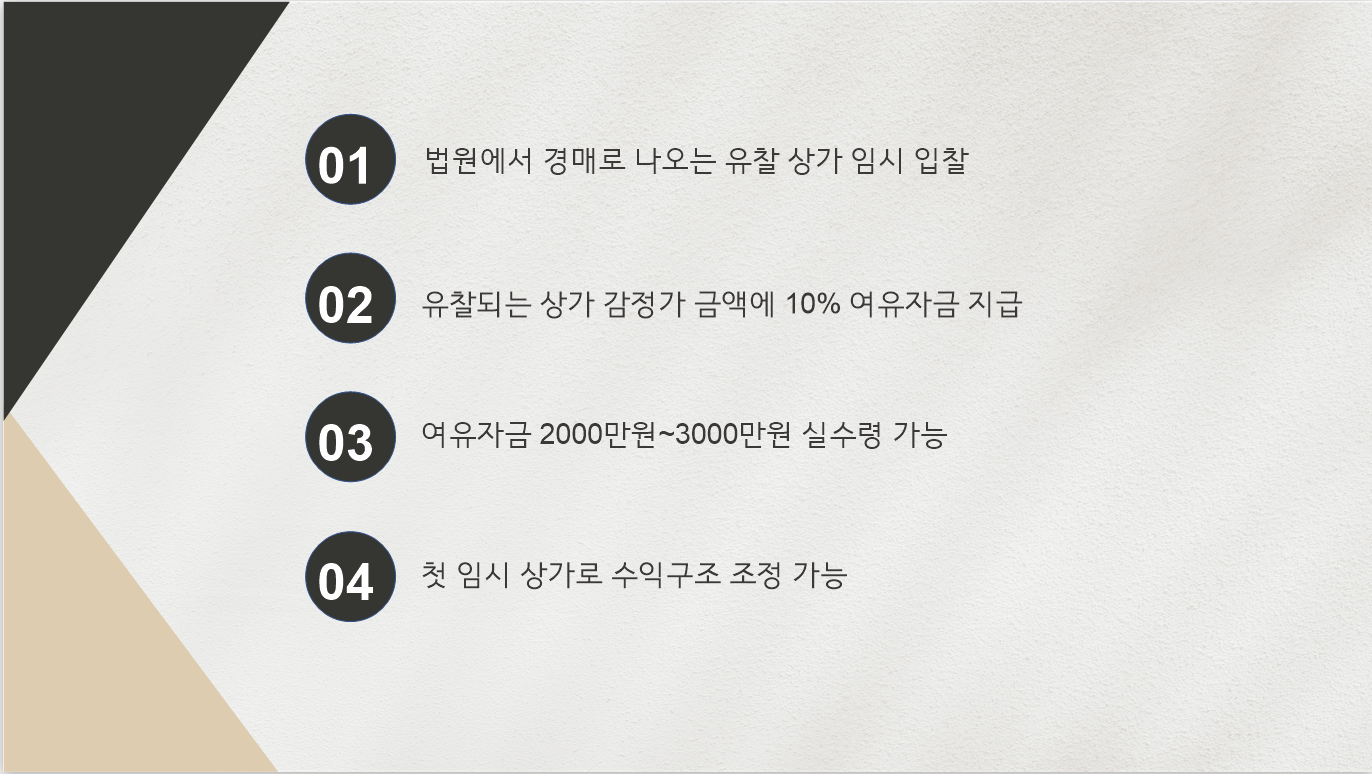 01 법원에서 경매로 나오는 유찰 상가 임시 입찰
02 유찰되는 상가 감정가 금액에 10% 여유자금 지급
03 여유자금 2000만원~3000만원 실수령 가능
04 첫 임시 상가로 수익구조 조정 가능